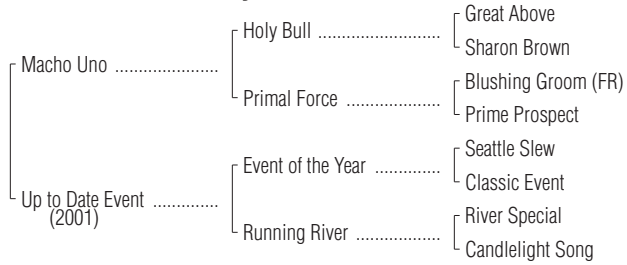 Great Above
Holy Bull ........................
Sharon Brown
Macho Uno .....................
Blushing Groom (FR)
Primal Force ...................
Prime Prospect
Seattle Slew
Event of the Year ..............
Classic Event
Up to Date Event ..............
(2001)
River Special
Running River .................
Candlelight Song